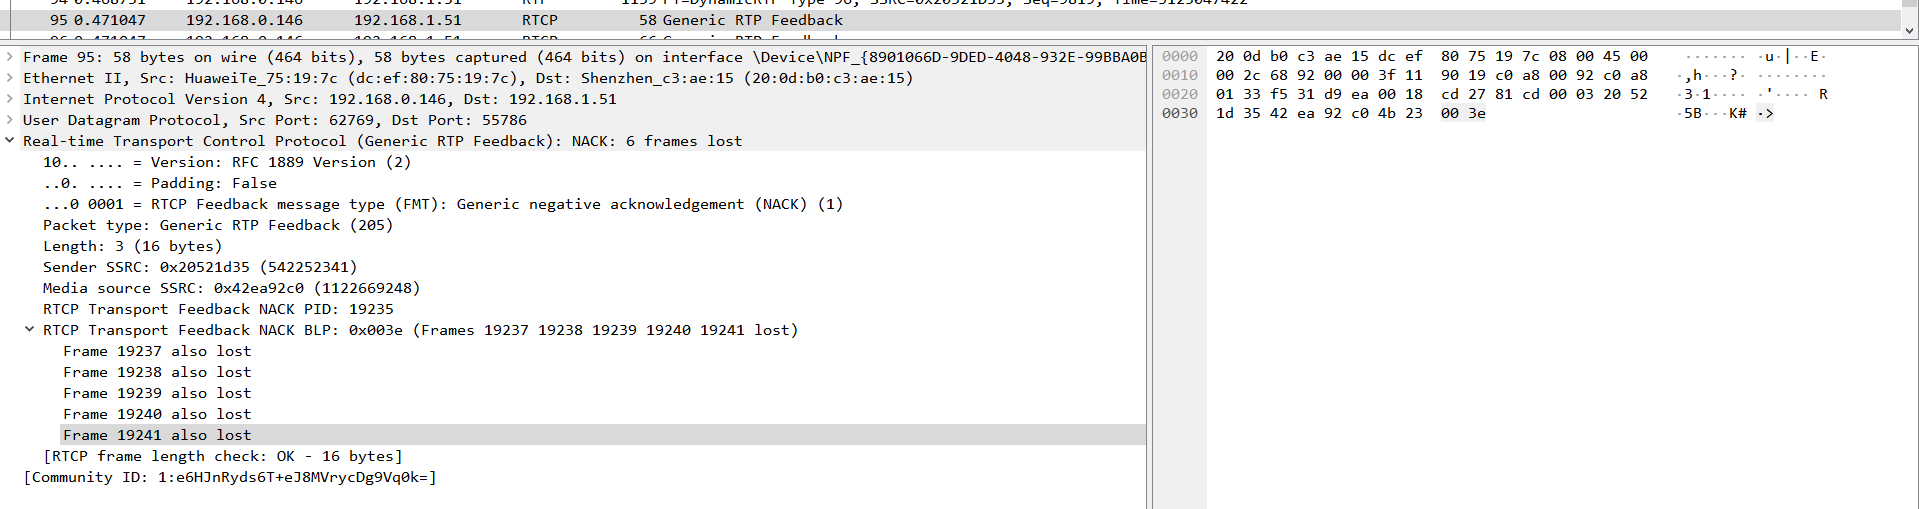 95 0.471047 192.168.0.146 192.168.1.51 RTCP 58 Generic RTP Feedback
Frame 95: 58 bytes on wire (464 bits), 58 bytes captured (464 bits) on interface \Device\NPF_{8901066D-9DED-4048-932E-99BBA0B
Ethernet II, Src: HuaweiTe_75:19:7c (dc:ef:80:75:19:7c), Dst: Shenzhen_c3:ae:15 (20:0d:b0:c3:ae:15)
Internet Protocol Version 4, Src: 192.168.0.146, Dst: 192.168.1.51
User Datagram Protocol, Src Port: 62769, Dst Port: 55786
Real-time Transport Control Protocol (Generic RTP Feedback): NACK: 6 frames lost
10.. .... = Version: RFC 1889 Version (2)
..0. .... = Padding: False
...0 0001 = RTCP Feedback message type (FMT): Generic negative acknowledgement (NACK) (1)
Packet type: Generic RTP Feedback (205)
Length: 3 (16 bytes)
Sender SSRC: 0x20521d35 (542252341)
Media source SSRC: 0x42ea92c0 (1122669248)
RTCP Transport Feedback NACK PID: 19235
RTCP Transport Feedback NACK BLP: 0x003e (Frames 19237 19238 19239 19240 19241 lost)
Frame 19237 also lost
Frame 19238 also lost
Frame 19239 also lost
Frame 19240 also lost
Frame 19241 also lost
[RTCP frame length check: OK - 16 bytes]
[Community ID: 1:e6HJnRyds6T+eJ8MVrycDg9Vq0k=]
0000 20 0d b0 c3 ae 15 dc ef 80 75 19 7c 08 00 45 00 ·······  ·u·|··E·
0010 00 2c 68 92 00 00 3f 11 90 19 c0 a8 00 92 c0 a8 ·,h···?· ········
0020 01 33 f5 31 d9 ea 00 18 cd 27 81 cd 00 03 20 52 ·3·1···· ·'···· R
0030 1d 35 42 ea 92 c0 4b 23 00 3e ·5B···K# ·>